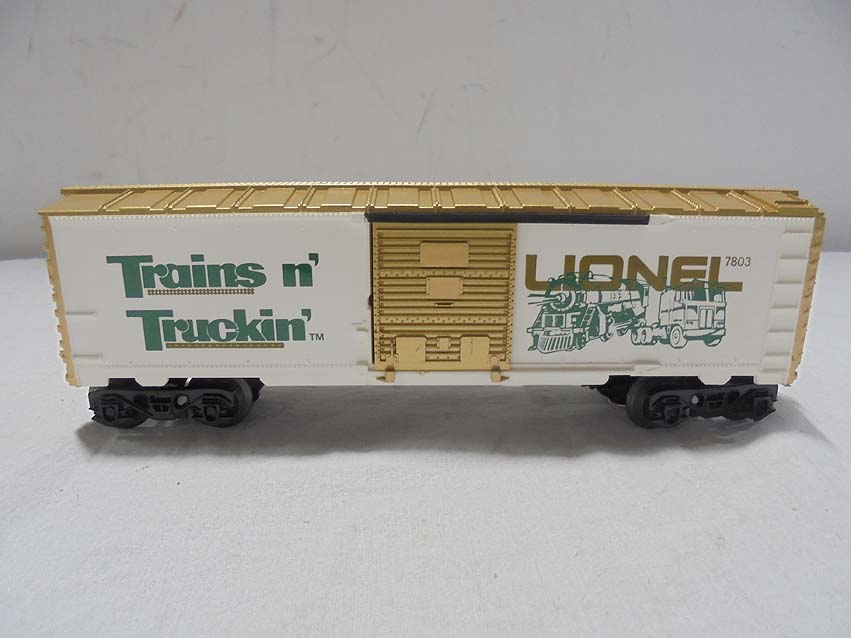 Trains n'
Truckin'™
LIONEL 7803